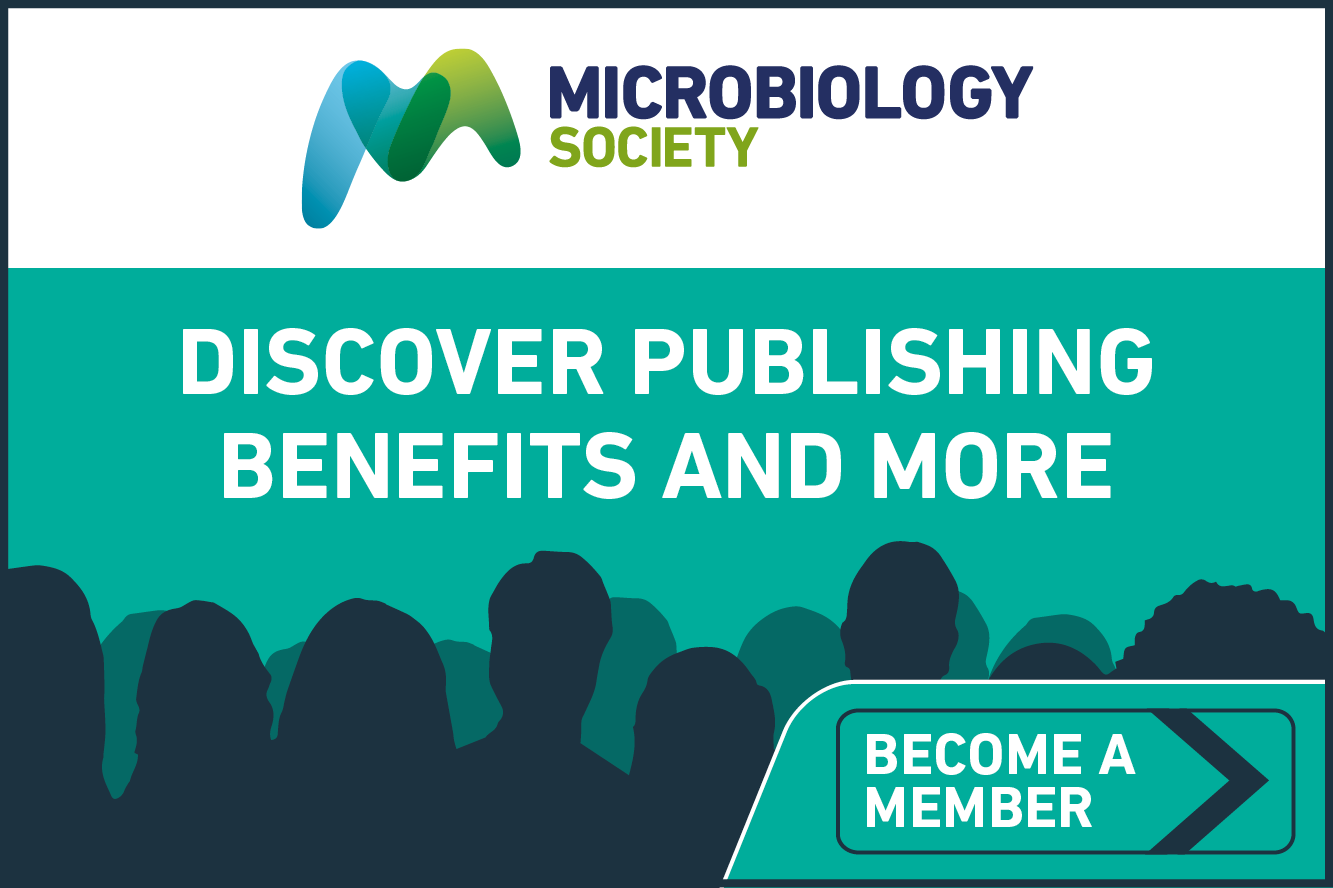 MICROBIOLOGY
SOCIETY
DISCOVER PUBLISHING
BENEFITS AND MORE
BECOME A
MEMBER